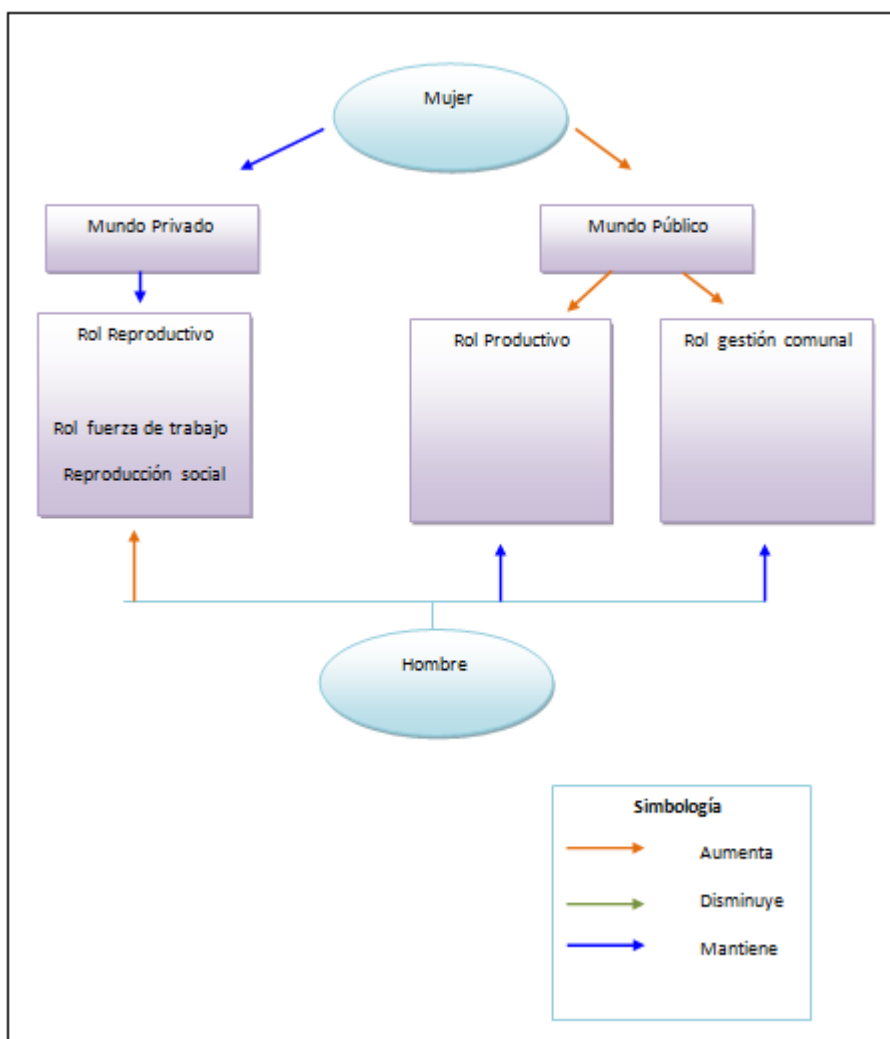 Mujer
Mundo Privado
Mundo Público
Rol Reproductivo
Rol fuerza de trabajo
Reproducción social
Rol Productivo
Rol gestión comunal
Hombre
Simbología
Aumenta
Disminuye
Mantiene